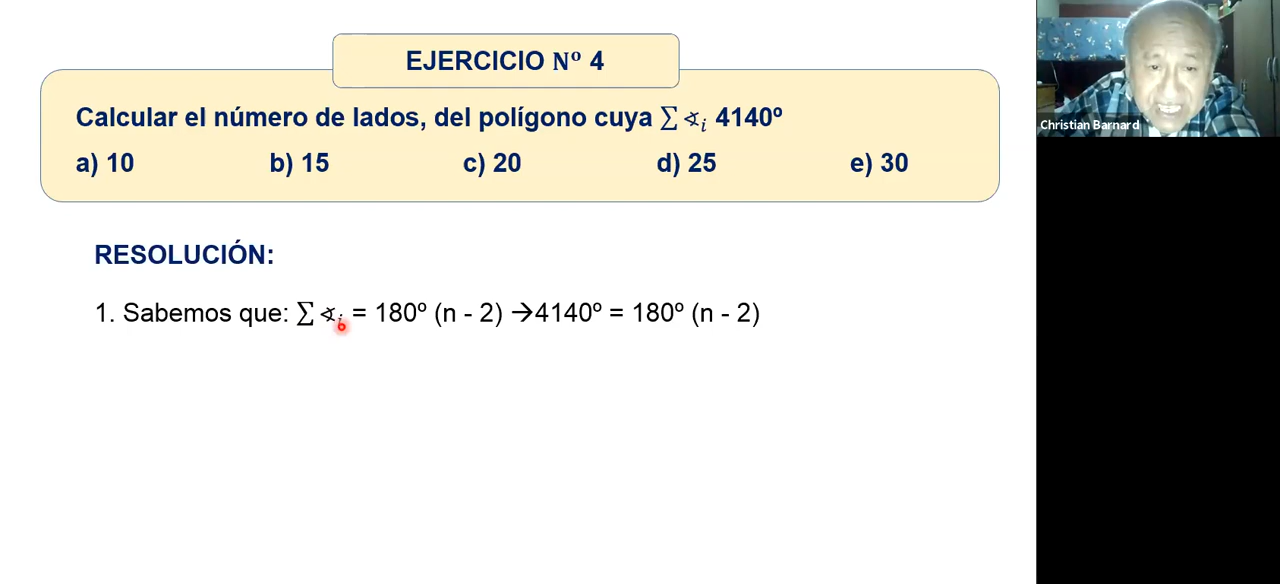 EJERCICIO Nº 4
Calcular el número de lados, del polígono cuya ∑ ∢ᵢ 4140º
a) 10 b) 15 c) 20 d) 25 e) 30
RESOLUCIÓN:
1. Sabemos que: ∑ ∢ᵢ = 180º (n - 2) →4140º = 180º (n - 2)
Christian Barnard